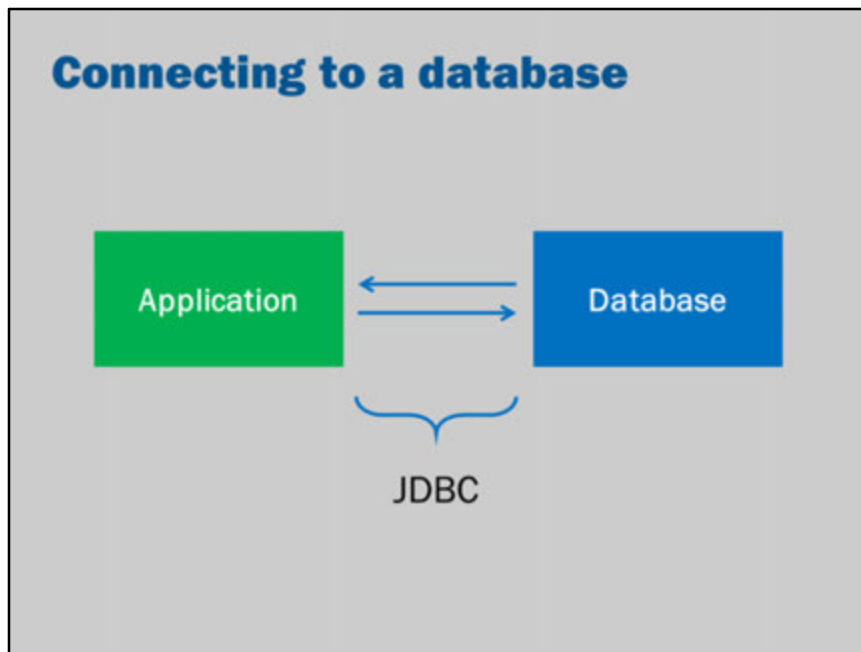 Connecting to a database
Application
Database
JDBC